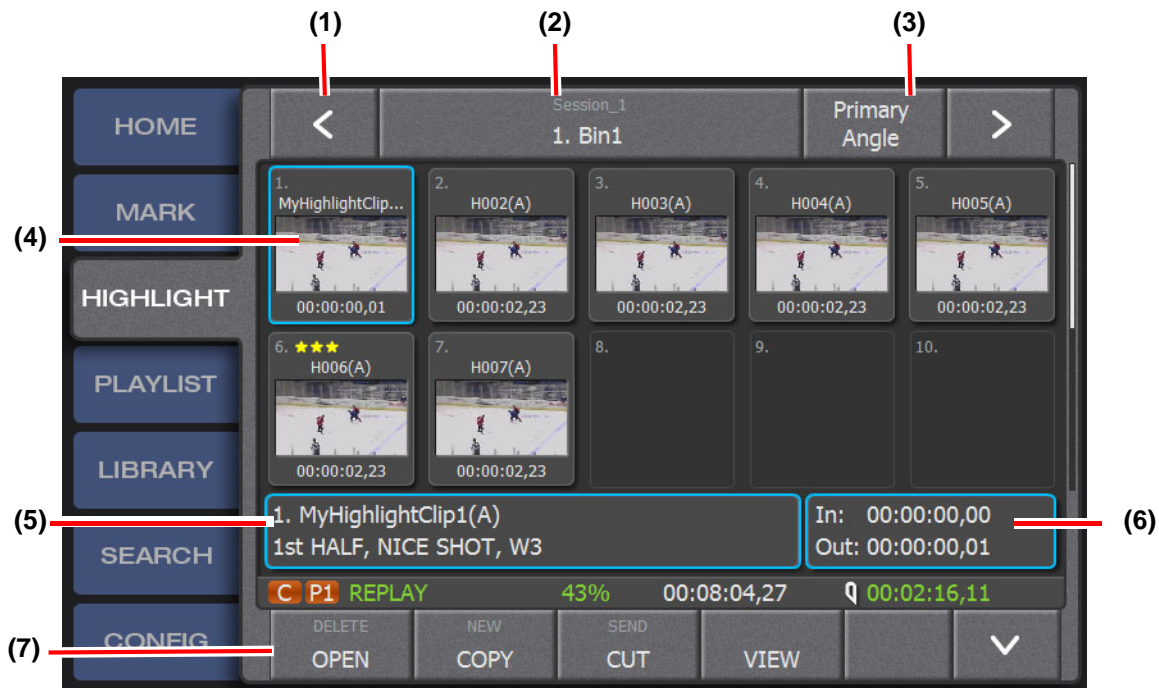 (1)
(2)
(3)
HOME
MARK
HIGHLIGHT
PLAYLIST
LIBRARY
SEARCH
CONFIG
<
Session_1
1. Bin1
Primary
Angle
>
1.
MyHighlightClip...
00:00:00,01
2.
H002(A)
00:00:02,23
3.
H003(A)
00:00:02,23
4.
H004(A)
00:00:02,23
5.
H005(A)
00:00:02,23
(4)
6. ★★★
H006(A)
00:00:02,23
7.
H007(A)
00:00:02,23
8.
9.
10.
(5)
1. MyHighlightClip1(A)
1st HALF, NICE SHOT, W3
In: 00:00:00,00
Out: 00:00:00,01
(6)
C P1 REPLAY 43% 00:08:04,27 00:02:16,11
(7)
DELETE
OPEN
NEW
COPY
SEND
CUT
VIEW